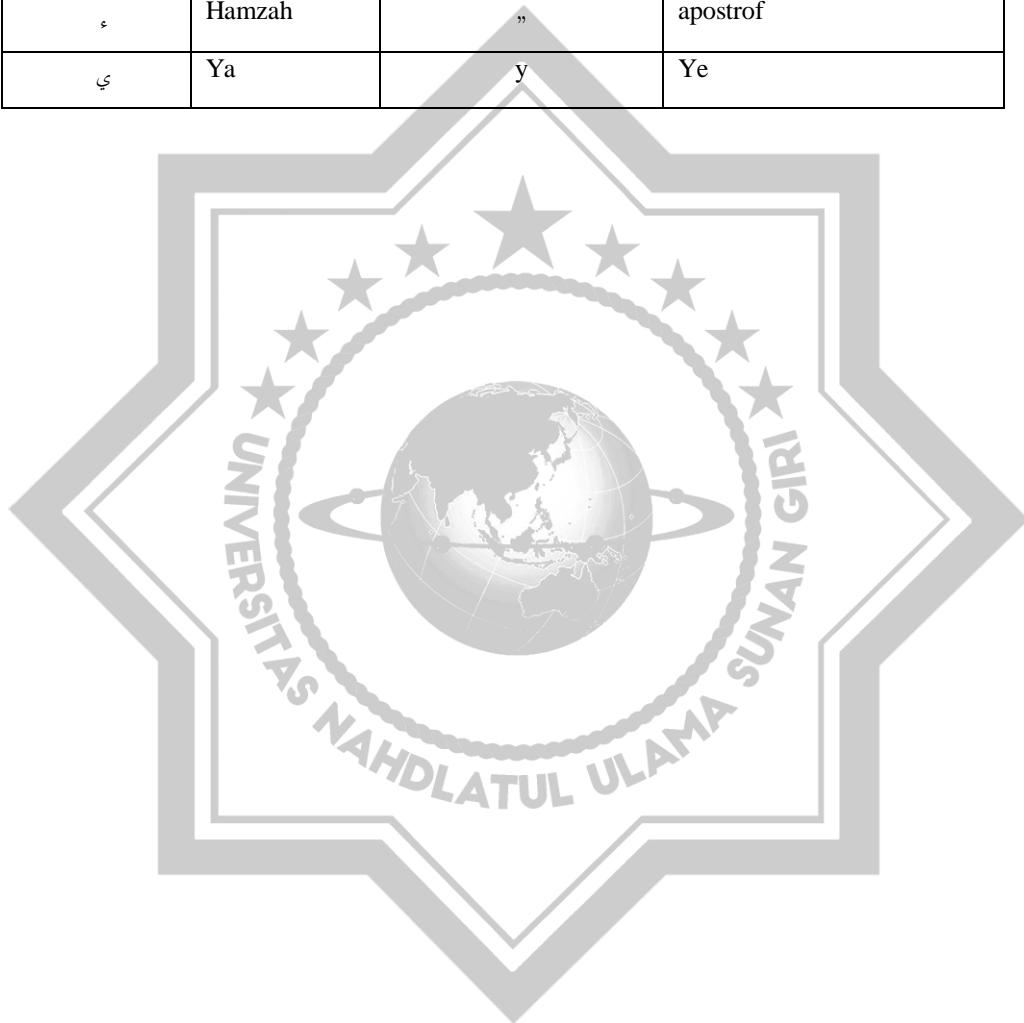 ء Hamzah ” apostrof
ي Ya y Ye
UNIVERSITAS NAHDLATUL ULAMA SUNAN GIRI